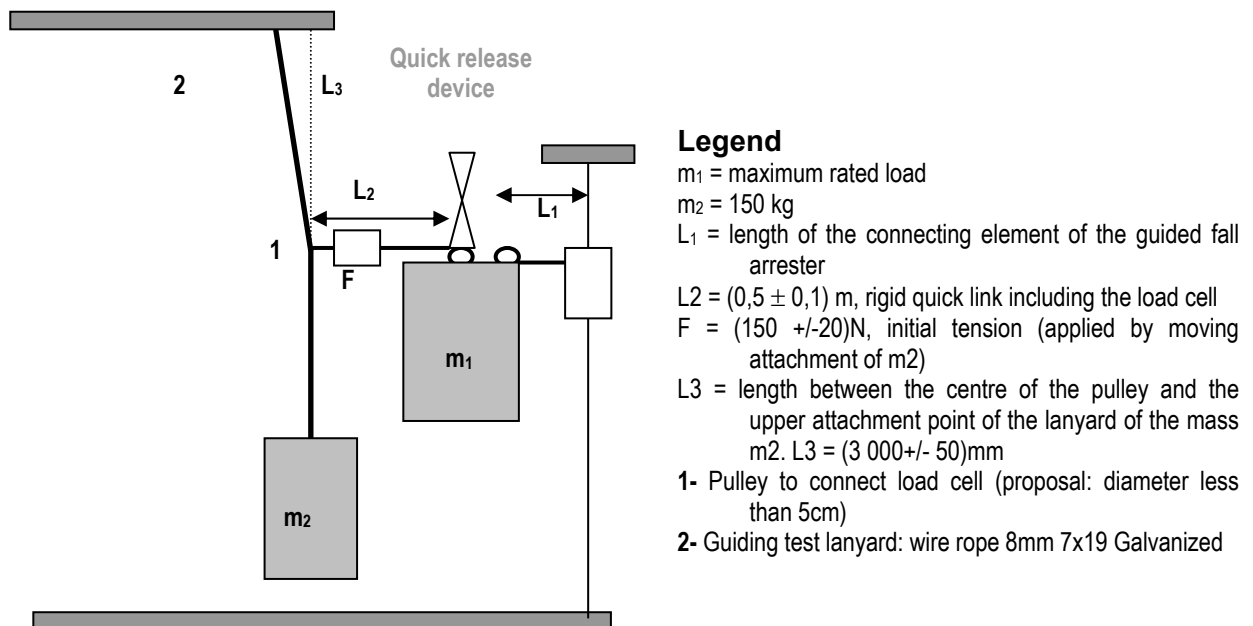 2
L3
Quick release
device
L2
L1
1
F
m1
m2
Legend
m1 = maximum rated load
m2 = 150 kg
L1 = length of the connecting element of the guided fall
arrester
L2 = (0,5 ± 0,1) m, rigid quick link including the load cell
F = (150 +/-20)N, initial tension (applied by moving
attachment of m2)
L3 = length between the centre of the pulley and the
upper attachment point of the lanyard of the mass
m2. L3 = (3 000+/- 50)mm
1- Pulley to connect load cell (proposal: diameter less
than 5cm)
2- Guiding test lanyard: wire rope 8mm 7x19 Galvanized